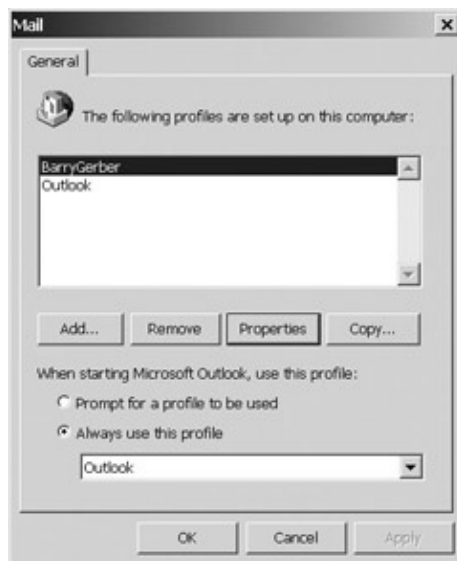 Mail
General
The following profiles are set up on this computer:
BarryGerber
Outlook
Add... Remove Properties Copy...
When starting Microsoft Outlook, use this profile:
Prompt for a profile to be used
Always use this profile
Outlook
OK Cancel Apply